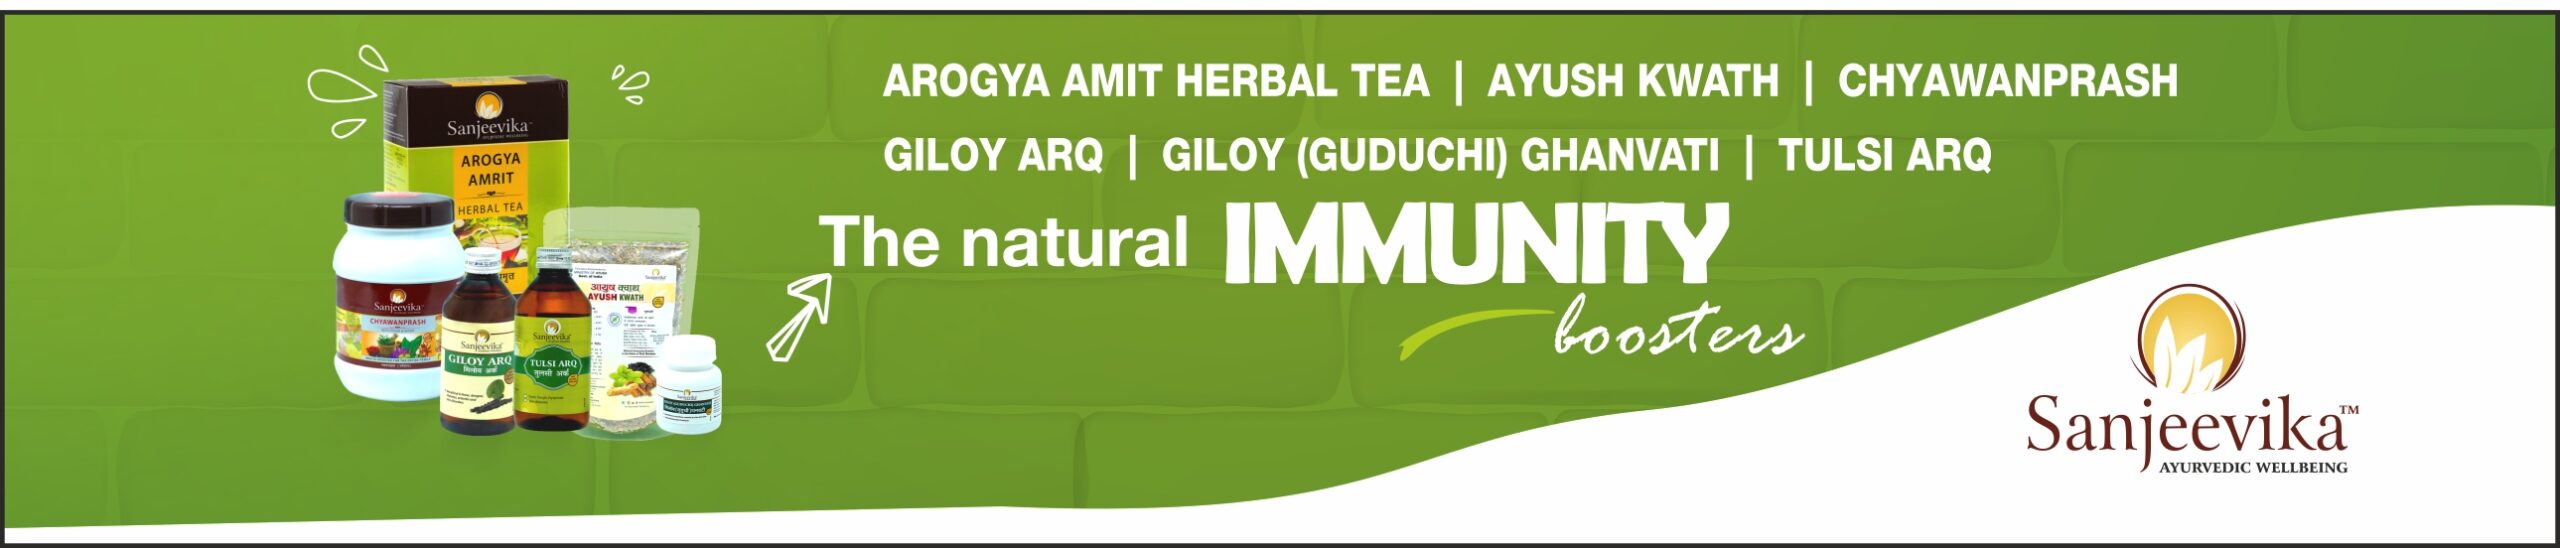 AROGYA AMIT HERBAL TEA | AYUSH KWATH | CHYAWANPRASH
GILOY ARQ | GILOY (GUDUCHI) GHANVATI | TULSI ARQ
The natural IMMUNITY
boosters
Sanjeevika™
AYURVEDIC WELLBEING
Sanjeevika
AYURVEDIC WELLBEING
AROGYA
AMRIT
HERBAL TEA
Sanjeevika
CHYAWANPRASH
Sanjeevika
GILOY ARQ
गिलोय अर्क
Sanjeevika
TULSI ARQ
तुलसी अर्क
आयुष क्वाथ
AYUSH KWATH